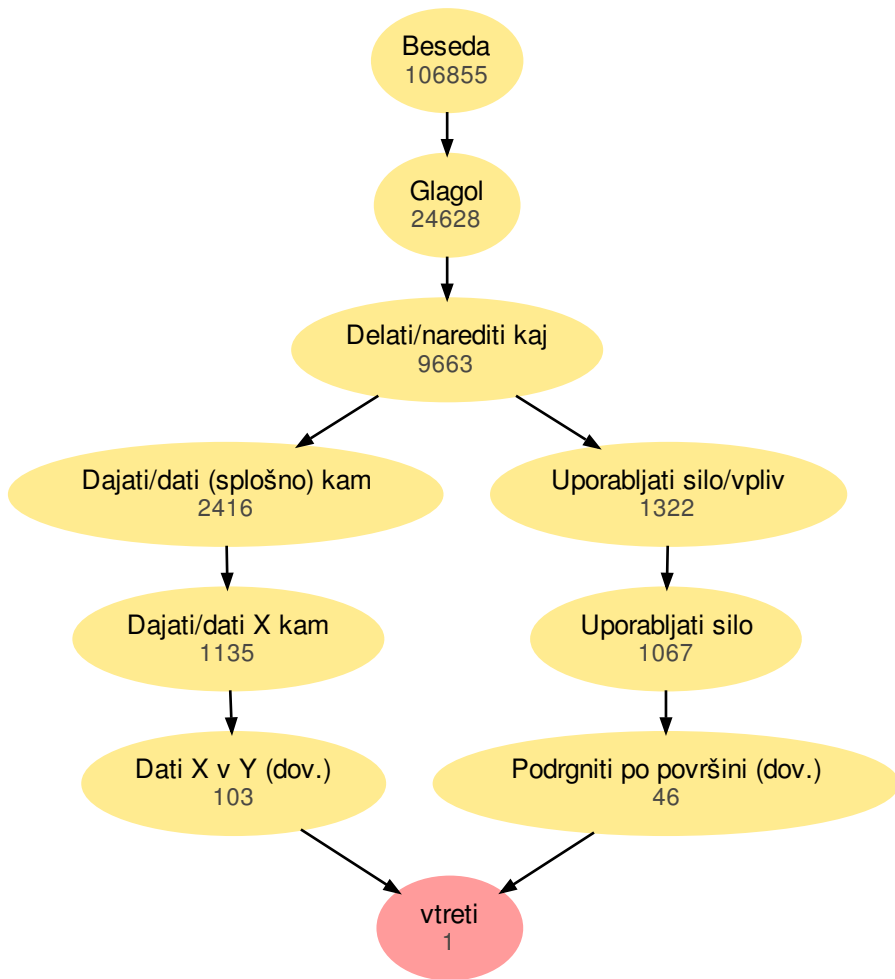 Beseda
106855
Glagol
24628
Delati/narediti kaj
9663
Dajati/dati (splošno) kam
2416
Uporabljati silo/vpliv
1322
Dajati/dati X kam
1135
Uporabljati silo
1067
Dati X v Y (dov.)
103
Podrgniti po površini (dov.)
46
vtreti
1